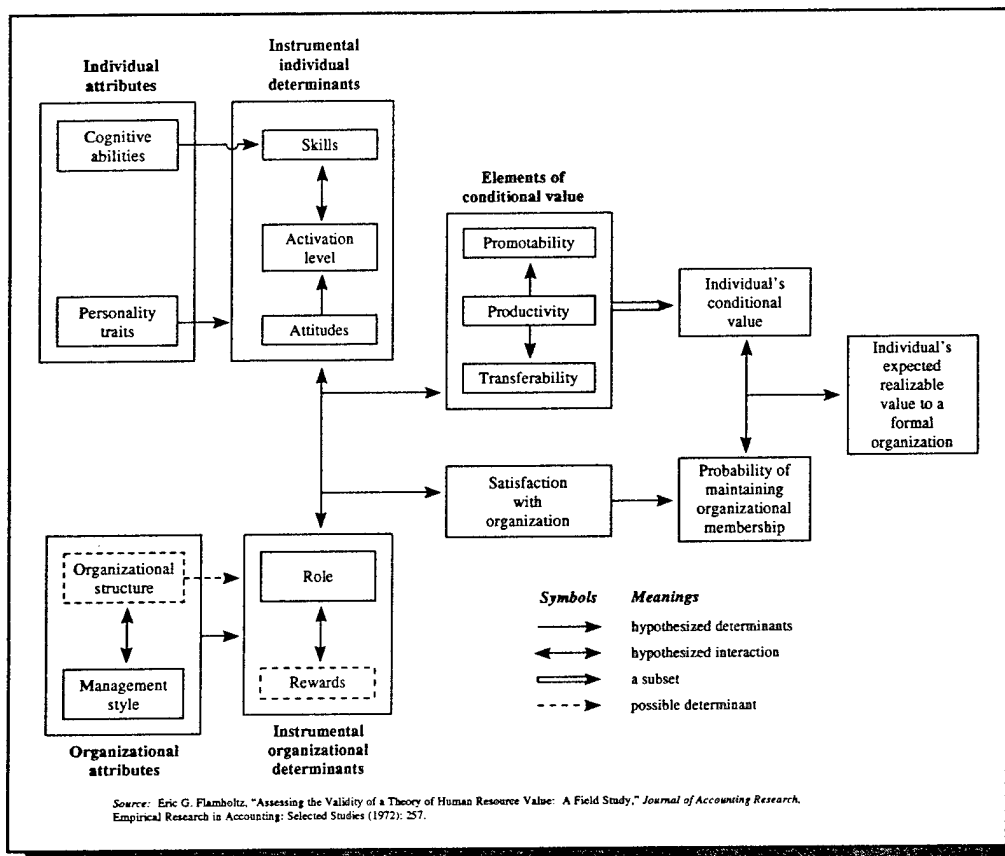 Individual
attributes
Instrumental
individual
determinants
Cognitive
abilities
Skills
Activation
level
Personality
traits
Attitudes
Elements of
conditional value
Promotability
Productivity
Transferability
Individual's
conditional
value
Individual's
expected
realizable
value to a
formal
organization
Satisfaction
with
organization
Probability of
maintaining
organizational
membership
Organizational
structure
Role
Management
style
Rewards
Organizational
attributes
Instrumental
organizational
determinants
Symbols Meanings
hypothesized determinants
hypothesized interaction
a subset
possible determinant
Source: Eric G. Flamholtz, "Assessing the Validity of a Theory of Human Resource Value: A Field Study," Journal of Accounting Research,
Empirical Research in Accounting: Selected Studies (1972): 257.